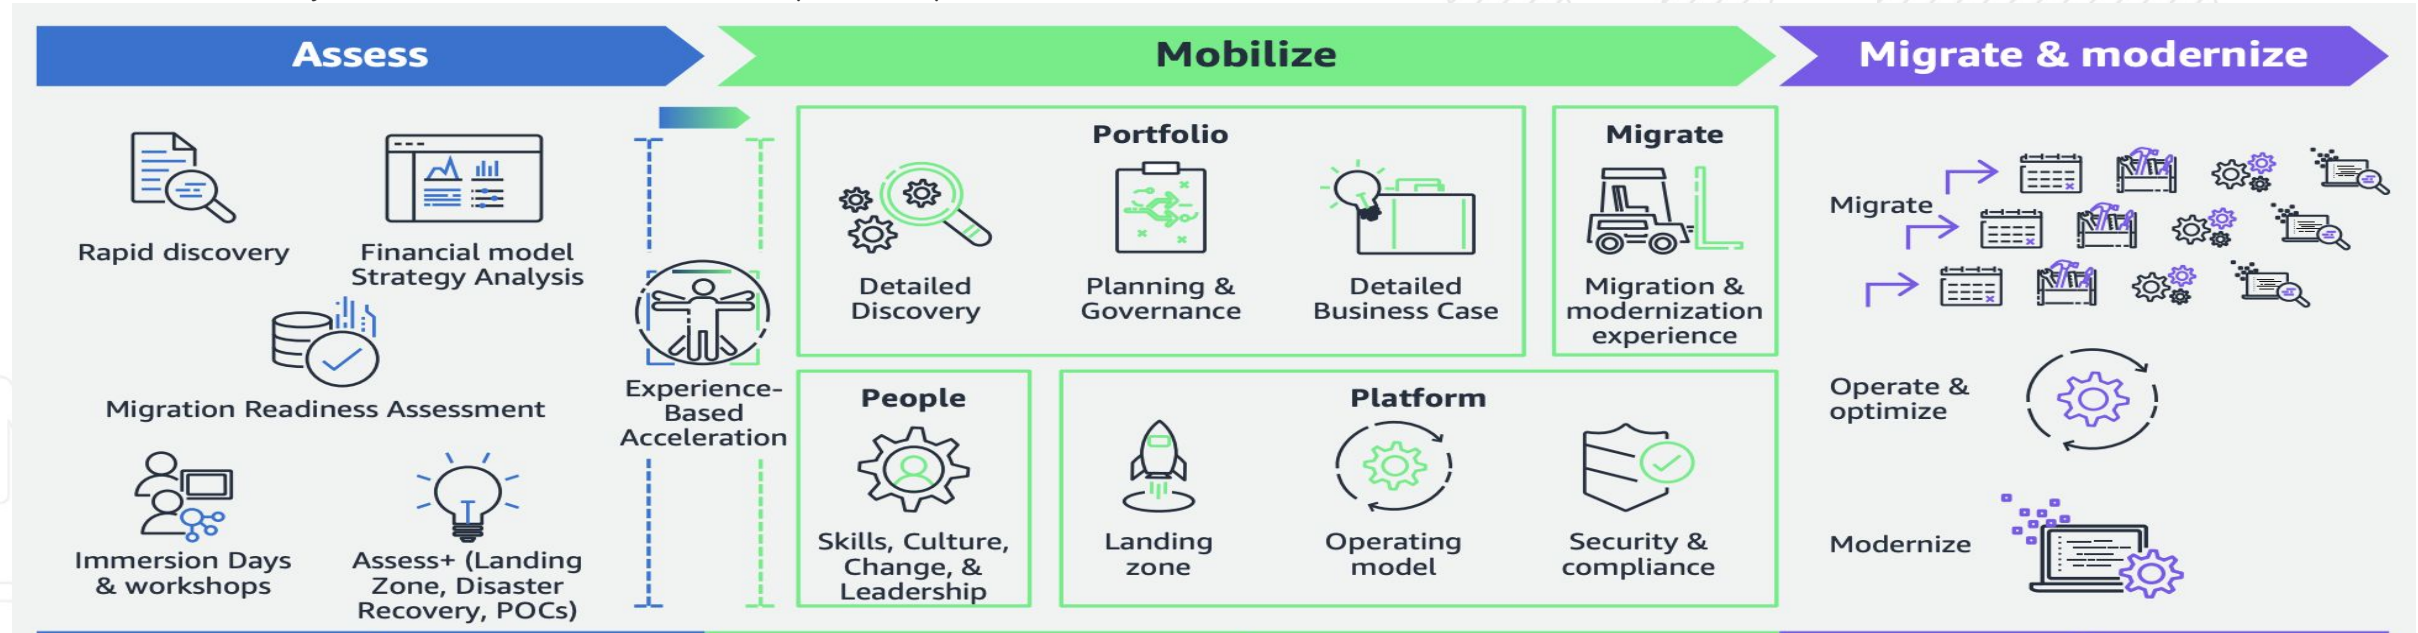 Assess
Mobilize
Migrate & modernize
Rapid discovery
Financial model
Strategy Analysis
Migration Readiness Assessment
Immersion Days
& workshops
Assess+ (Landing
Zone, Disaster
Recovery, POCs)
Experience-
Based
Acceleration
Portfolio
Detailed
Discovery
Planning &
Governance
Detailed
Business Case
Migrate
Migration &
modernization
experience
People
Skills, Culture,
Change, &
Leadership
Platform
Landing
zone
Operating
model
Security &
compliance
Migrate
Operate &
optimize
Modernize